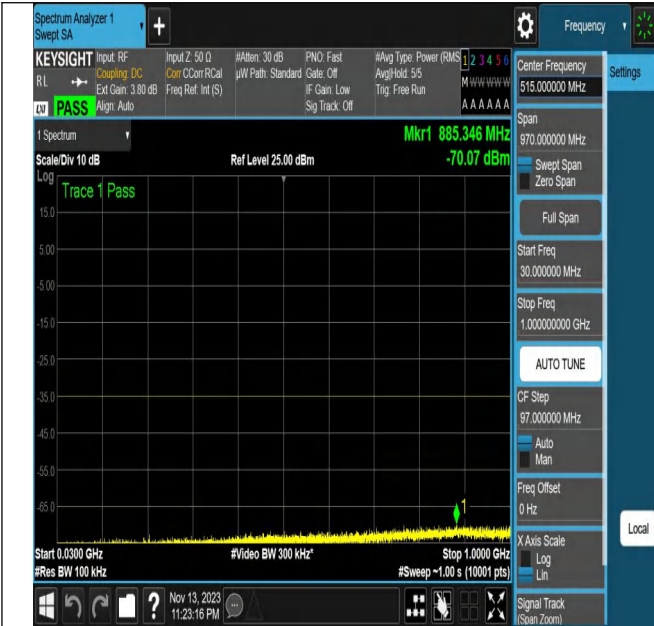 Spectrum Analyzer 1
Swept SA
Frequency
KEYSIGHT
RL
LXI
PASS
Input: RF
Coupling: DC
Ext Gain: 3.80 dB
Align: Auto
Input Z: 50 Ω
Corr CCorr RCal
Freq Ref: Int (S)
#Atten: 30 dB
µW Path: Standard
PNO: Fast
Gate: Off
IF Gain: Low
Sig Track: Off
#Avg Type: Power (RMS
Avg|Hold: 5/5
Trig: Free Run
1 2 3 4 5 6
M W W W W W
A A A A A A
1 Spectrum
Scale/Div 10 dB
Ref Level 25.00 dBm
Mkr1 885.346 MHz
-70.07 dBm
Log
Trace 1 Pass
15.0
5.00
-5.00
-15.0
-25.0
-35.0
-45.0
-55.0
-65.0
1
Start 0.0300 GHz
#Res BW 100 kHz
#Video BW 300 kHz*
Stop 1.0000 GHz
#Sweep ~1.00 s (10001 pts)
Nov 13, 2023
11:23:16 PM
Center Frequency
515.000000 MHz
Span
970.000000 MHz
Swept Span
Zero Span
Full Span
Start Freq
30.000000 MHz
Stop Freq
1.000000000 GHz
AUTO TUNE
CF Step
97.000000 MHz
Auto
Man
Freq Offset
0 Hz
X Axis Scale
Log
Lin
Signal Track
(Span Zoom)
Settings
Local